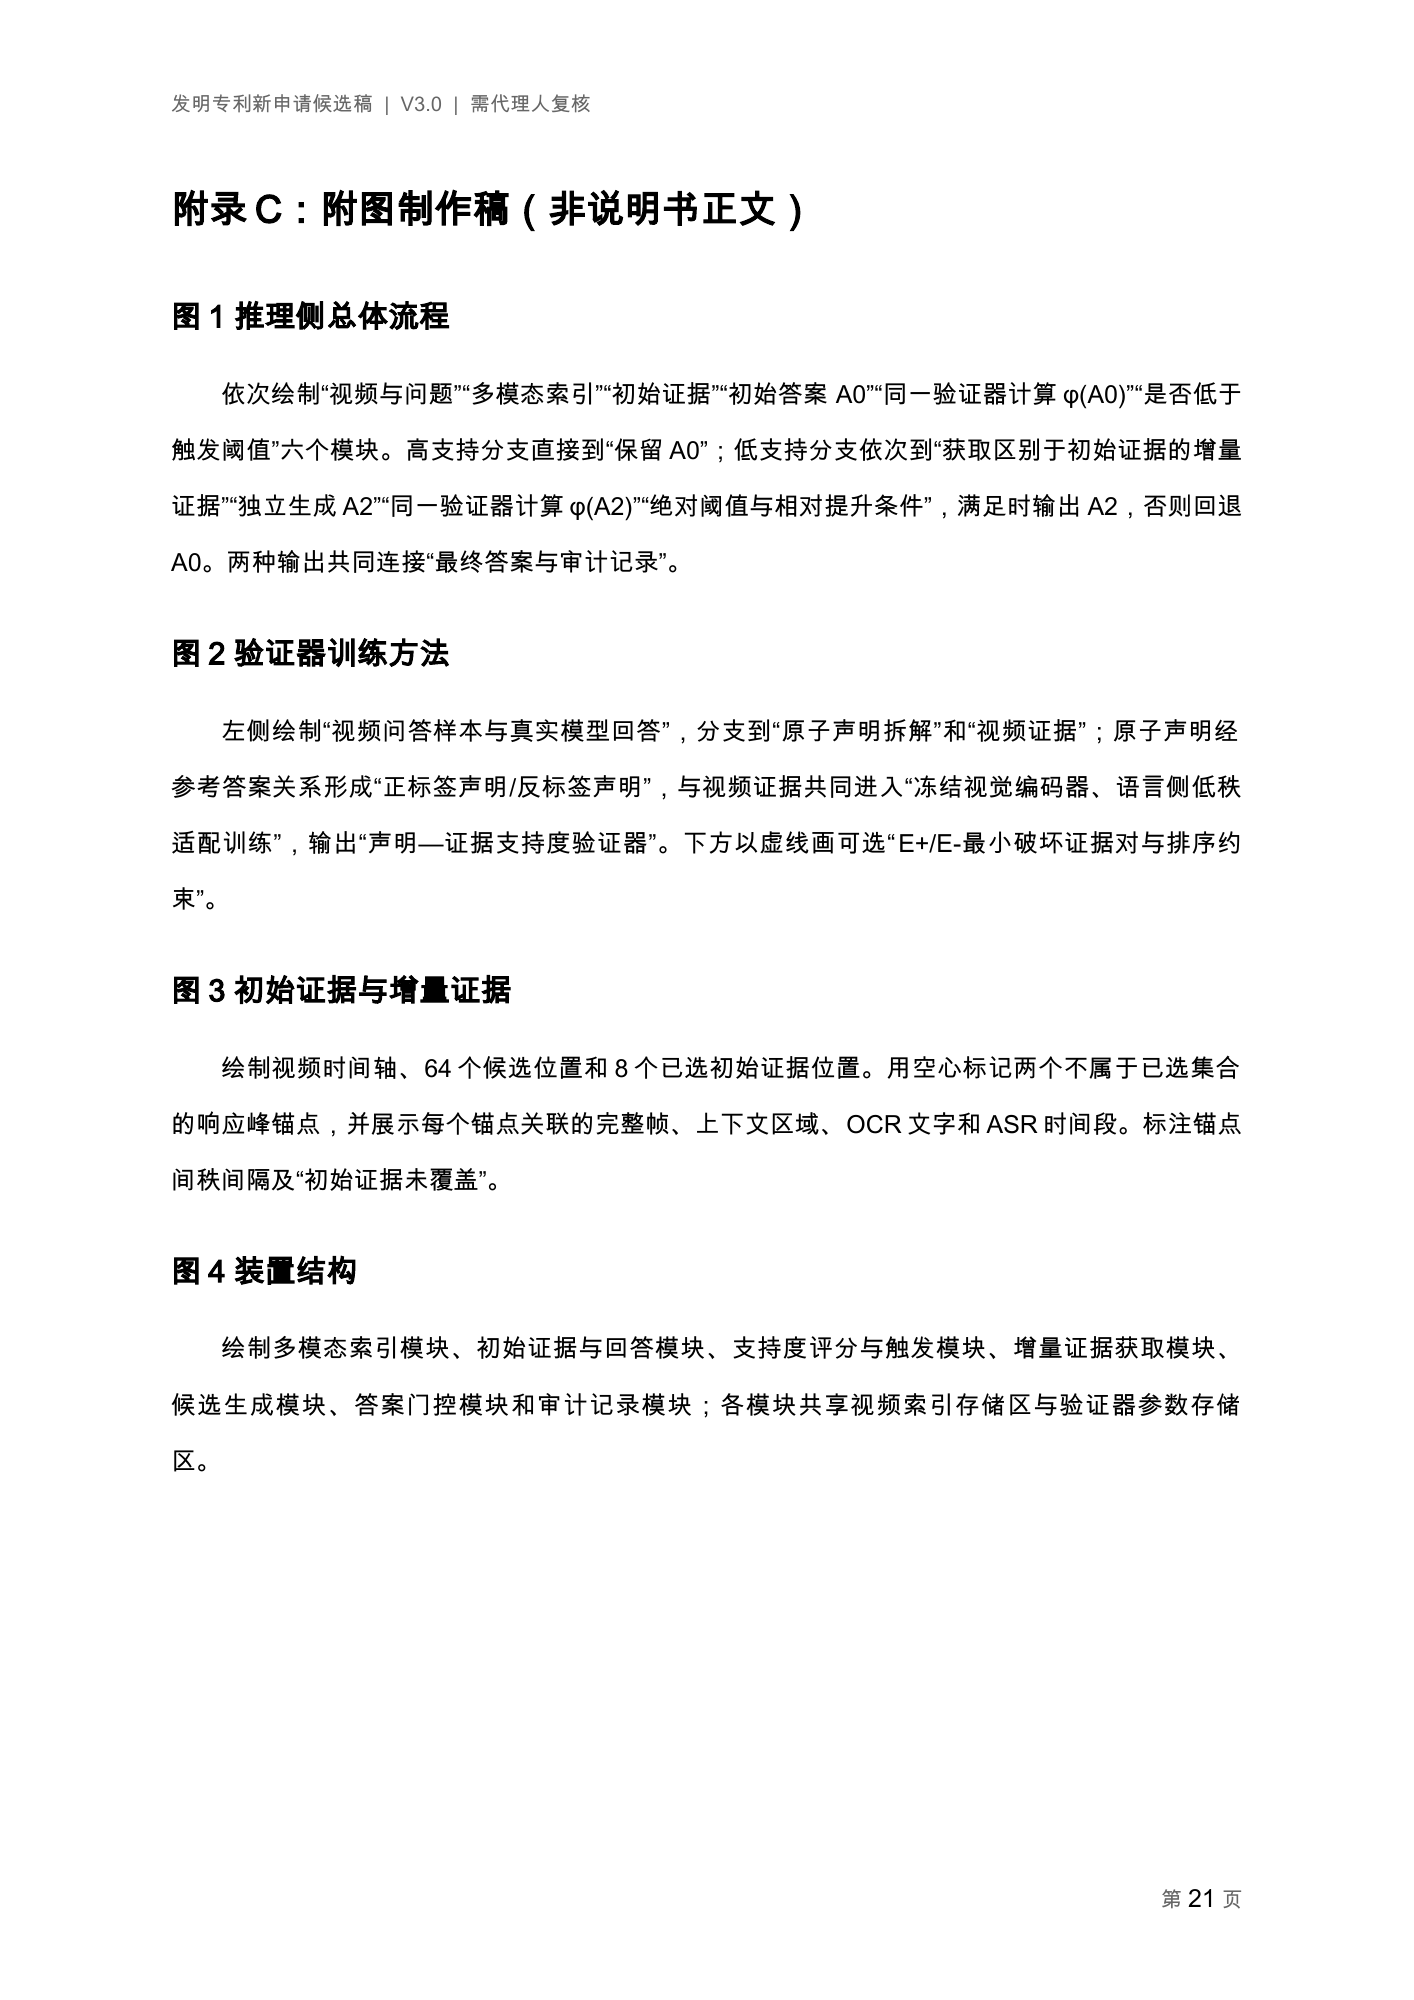 发明专利新申请候选稿 | V3.0 | 需代理人复核
附录 C：附图制作稿（非说明书正文）
图 1 推理侧总体流程
依次绘制“视频与问题”“多模态索引”“初始证据”“初始答案 A0”“同一验证器计算 φ(A0)”“是否低于
触发阈值”六个模块。高支持分支直接到“保留 A0”；低支持分支依次到“获取区别于初始证据的增量
证据”“独立生成 A2”“同一验证器计算 φ(A2)”“绝对阈值与相对提升条件”，满足时输出 A2，否则回退
A0。两种输出共同连接“最终答案与审计记录”。
图 2 验证器训练方法
左侧绘制“视频问答样本与真实模型回答”，分支到“原子声明拆解”和“视频证据”；原子声明经
参考答案关系形成“正标签声明/反标签声明”，与视频证据共同进入“冻结视觉编码器、语言侧低秩
适配训练”，输出“声明—证据支持度验证器”。下方以虚线画可选“E+/E-最小破坏证据对与排序约
束”。
图 3 初始证据与增量证据
绘制视频时间轴、64 个候选位置和 8 个已选初始证据位置。用空心标记两个不属于已选集合
的响应峰锚点，并展示每个锚点关联的完整帧、上下文区域、OCR 文字和 ASR 时间段。标注锚点
间秩间隔及“初始证据未覆盖”。
图 4 装置结构
绘制多模态索引模块、初始证据与回答模块、支持度评分与触发模块、增量证据获取模块、
候选生成模块、答案门控模块和审计记录模块；各模块共享视频索引存储区与验证器参数存储
区。
第 21 页